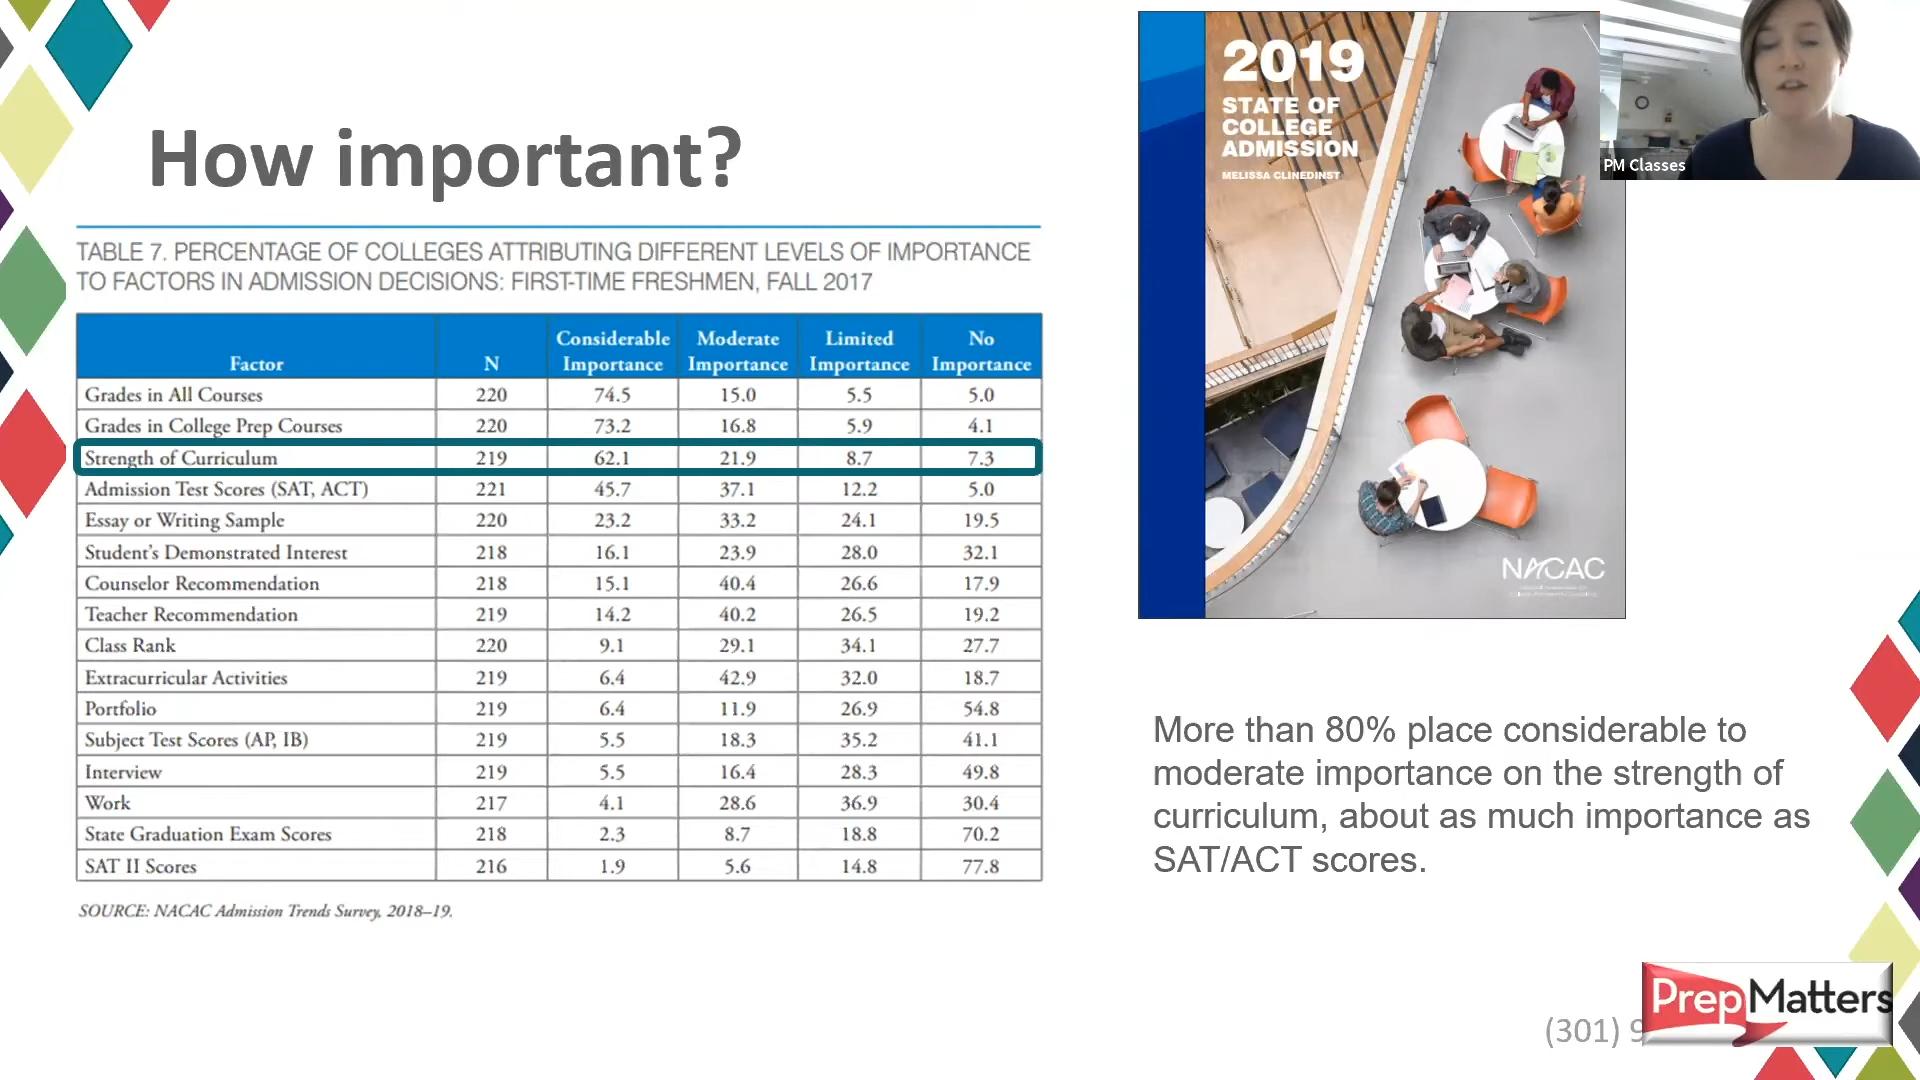 How important?
TABLE 7. PERCENTAGE OF COLLEGES ATTRIBUTING DIFFERENT LEVELS OF IMPORTANCE
TO FACTORS IN ADMISSION DECISIONS: FIRST-TIME FRESHMEN, FALL 2017
Factor N Considerable Importance Moderate Importance Limited Importance No Importance
Grades in All Courses 220 74.5 15.0 5.5 5.0
Grades in College Prep Courses 220 73.2 16.8 5.9 4.1
Strength of Curriculum 219 62.1 21.9 8.7 7.3
Admission Test Scores (SAT, ACT) 221 45.7 37.1 12.2 5.0
Essay or Writing Sample 220 23.2 33.2 24.1 19.5
Student's Demonstrated Interest 218 16.1 23.9 28.0 32.1
Counselor Recommendation 218 15.1 40.4 26.6 17.9
Teacher Recommendation 219 14.2 40.2 26.5 19.2
Class Rank 220 9.1 29.1 34.1 27.7
Extracurricular Activities 219 6.4 42.9 32.0 18.7
Portfolio 219 6.4 11.9 26.9 54.8
Subject Test Scores (AP, IB) 219 5.5 18.3 35.2 41.1
Interview 219 5.5 16.4 28.3 49.8
Work 217 4.1 28.6 36.9 30.4
State Graduation Exam Scores 218 2.3 8.7 18.8 70.2
SAT II Scores 216 1.9 5.6 14.8 77.8
SOURCE: NACAC Admission Trends Survey, 2018–19.
2019
STATE OF
COLLEGE
ADMISSION
MELISSA CLINEDINST
NACAC
PM Classes
More than 80% place considerable to
moderate importance on the strength of
curriculum, about as much importance as
SAT/ACT scores.
(301) 9
PrepMatters